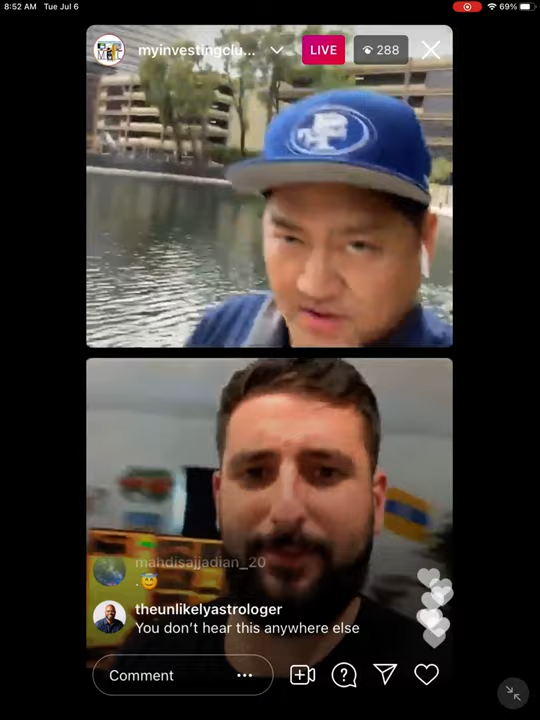 8:52 AM Tue Jul 6
69%
myinvestingclu...
LIVE
288
mahdisajjadian_20
.😇
theunlikelyastrologer
You don’t hear this anywhere else
Comment